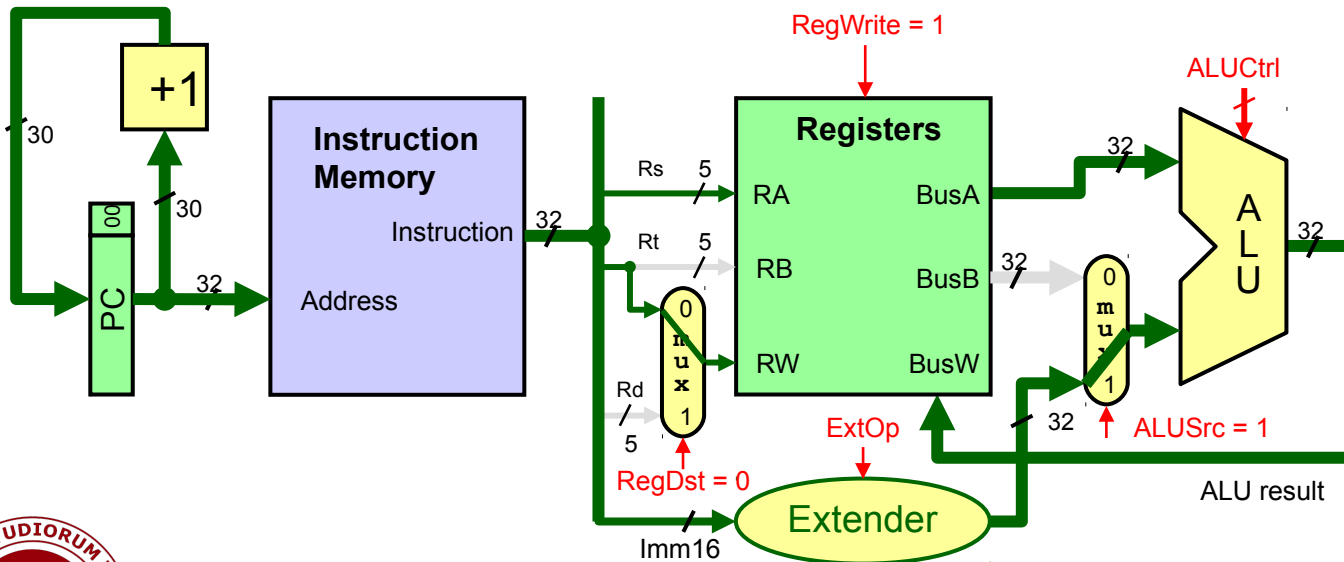 RegWrite = 1
ALUCtrl
+1
30
30
00
PC
32
Instruction
Memory
Instruction
Address
32
Rs
5
Rt
5
Rd
5
0
mux
1
RegDst = 0
Imm16
Registers
RA
RB
RW
BusA
BusB
BusW
ExtOp
Extender
32
32
32
0
mu
1
ALUSrc = 1
ALU
32
ALU result
UDIORUM